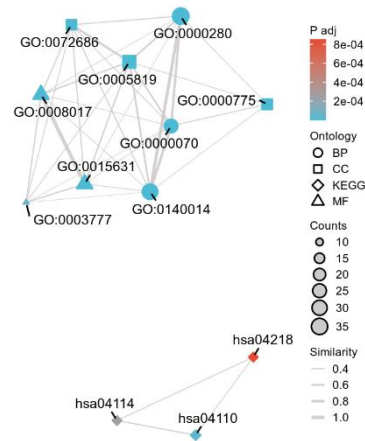 GO:0072686
GO:0000280
GO:0005819
GO:0008017
GO:0000775
GO:0000070
GO:0015631
GO:0003777
GO:0140014
hsa04218
hsa04114
hsa04110
P adj
8e-04
6e-04
4e-04
2e-04
Ontology
BP
CC
KEGG
MF
Counts
10
15
20
25
30
35
Similarity
0.4
0.6
0.8
1.0